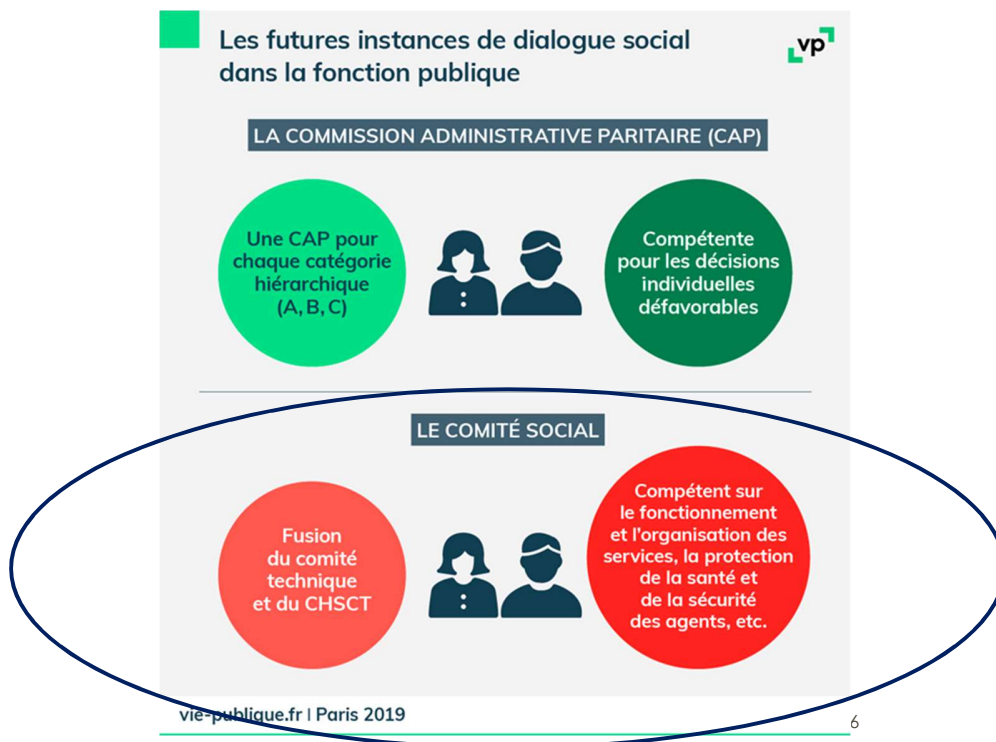 Les futures instances de dialogue social
dans la fonction publique
vp
LA COMMISSION ADMINISTRATIVE PARITAIRE (CAP)
Une CAP pour
chaque catégorie
hiérarchique
(A, B, C)
Compétente
pour les décisions
individuelles
défavorables
LE COMITÉ SOCIAL
Fusion
du comité
technique
et du CHSCT
Compétent sur
le fonctionnement
et l'organisation des
services, la protection
de la santé et
de la sécurité
des agents, etc.
vie-publique.fr | Paris 2019
6